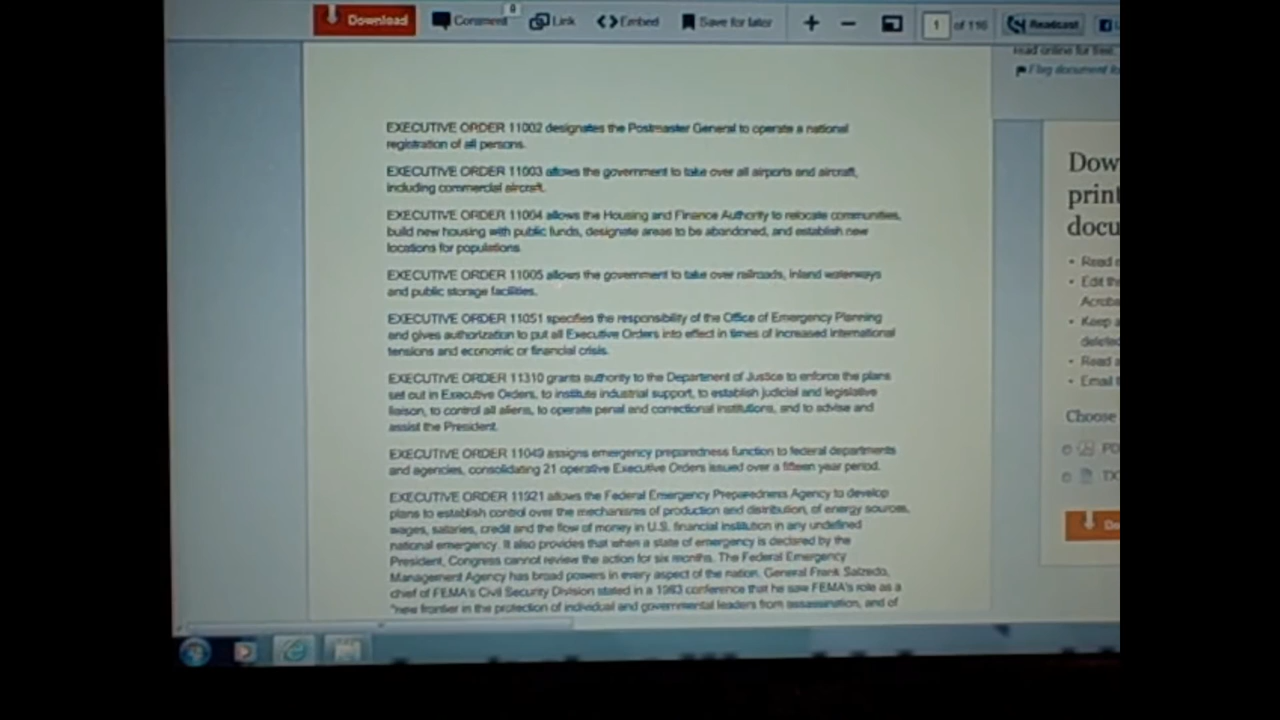 Download
Comment
0
Link
Embed
Save for later
1
of 116
Readcast
read online for free.
Flag document fo
EXECUTIVE ORDER 11002 designates the Postmaster General to operate a national
registration of all persons.
EXECUTIVE ORDER 11003 allows the government to take over all airports and aircraft,
including commercial aircraft.
EXECUTIVE ORDER 11004 allows the Housing and Finance Authority to relocate communities,
build new housing with public funds, designate areas to be abandoned, and establish new
locations for populations.
EXECUTIVE ORDER 11005 allows the government to take over railroads, inland waterways
and public storage facilities.
EXECUTIVE ORDER 11051 specifies the responsibility of the Office of Emergency Planning
and gives authorization to put all Executive Orders into effect in times of increased international
tensions and economic or financial crisis.
EXECUTIVE ORDER 11310 grants authority to the Department of Justice to enforce the plans
set out in Executive Orders, to institute industrial support, to establish judicial and legislative
liaison, to control all aliens, to operate penal and correctional institutions, and to advise and
assist the President.
EXECUTIVE ORDER 11049 assigns emergency preparedness function to federal departments
and agencies, consolidating 21 operative Executive Orders issued over a fifteen year period.
EXECUTIVE ORDER 11921 allows the Federal Emergency Preparedness Agency to develop
plans to establish control over the mechanisms of production and distribution, of energy sources,
wages, salaries, credit and the flow of money in U.S. financial institution in any undefined
national emergency. It also provides that when a state of emergency is declared by the
President, Congress cannot review the action for six months. The Federal Emergency
Management Agency has broad powers in every aspect of the nation. General Frank Salzedo,
chief of FEMA's Civil Security Division stated in a 1983 conference that he saw FEMA's role as a
"new frontier in the protection of individual and governmental leaders from assassination, and of
Dow
print
docu
• Read
• Edit the
Acroba
• Keep a
delete
• Read a
• Email
Choose
PD
TX
Do